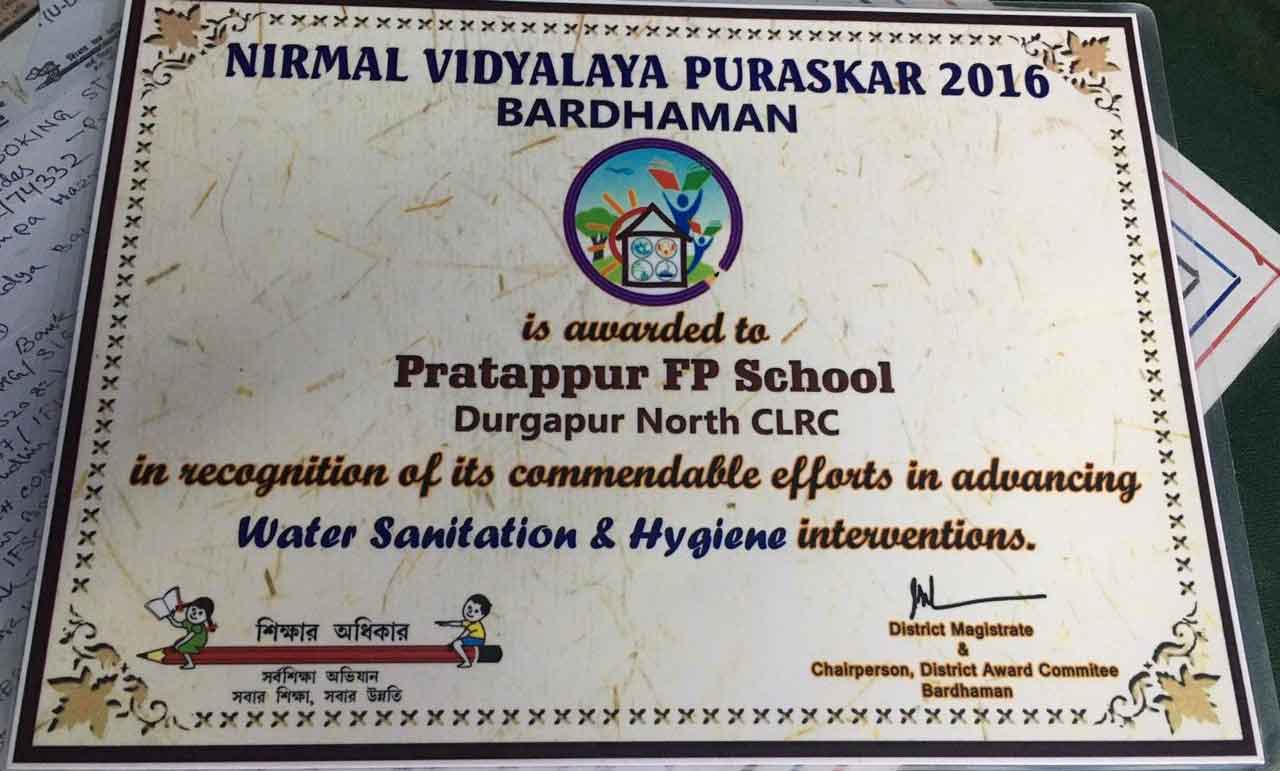 NIRMAL VIDYALAYA PURASKAR 2016
BARDHAMAN
is awarded to
Pratappur FP School
Durgapur North CLRC
in recognition of its commendable efforts in advancing
Water Sanitation & Hygiene interventions.
শিক্ষার অধিকার
সর্বশিক্ষা অভিযান
সবার শিক্ষা, সবার উন্নতি
District Magistrate
&
Chairperson, District Award Commitee
Bardhaman
OOKING
74332